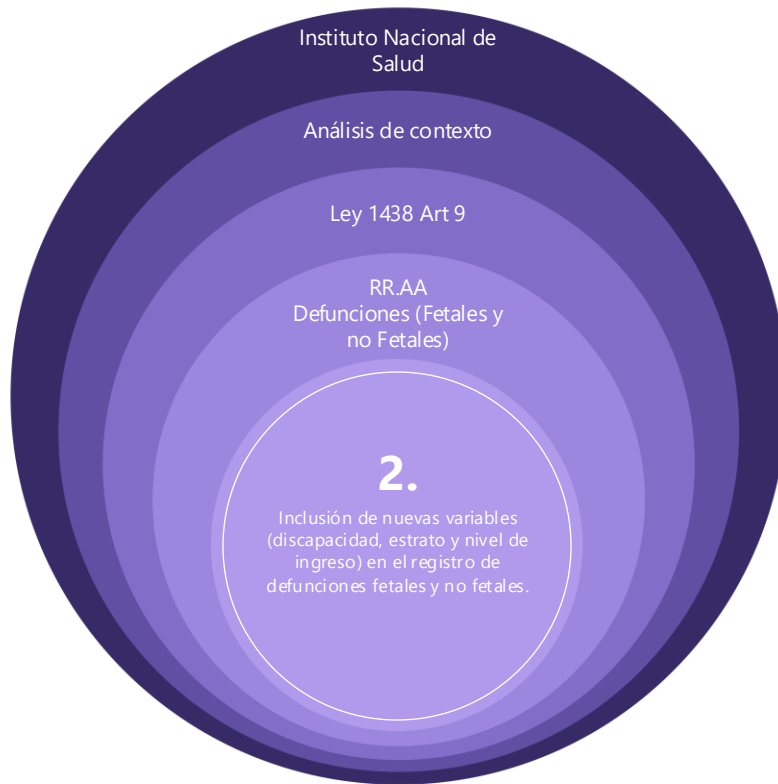 Instituto Nacional de
Salud
Análisis de contexto
Ley 1438 Art 9
RR.AA
Defunciones (Fetales y
no Fetales)
2.
Inclusión de nuevas variables
(discapacidad, estrato y nivel de
ingreso) en el registro de
defunciones fetales y no fetales.